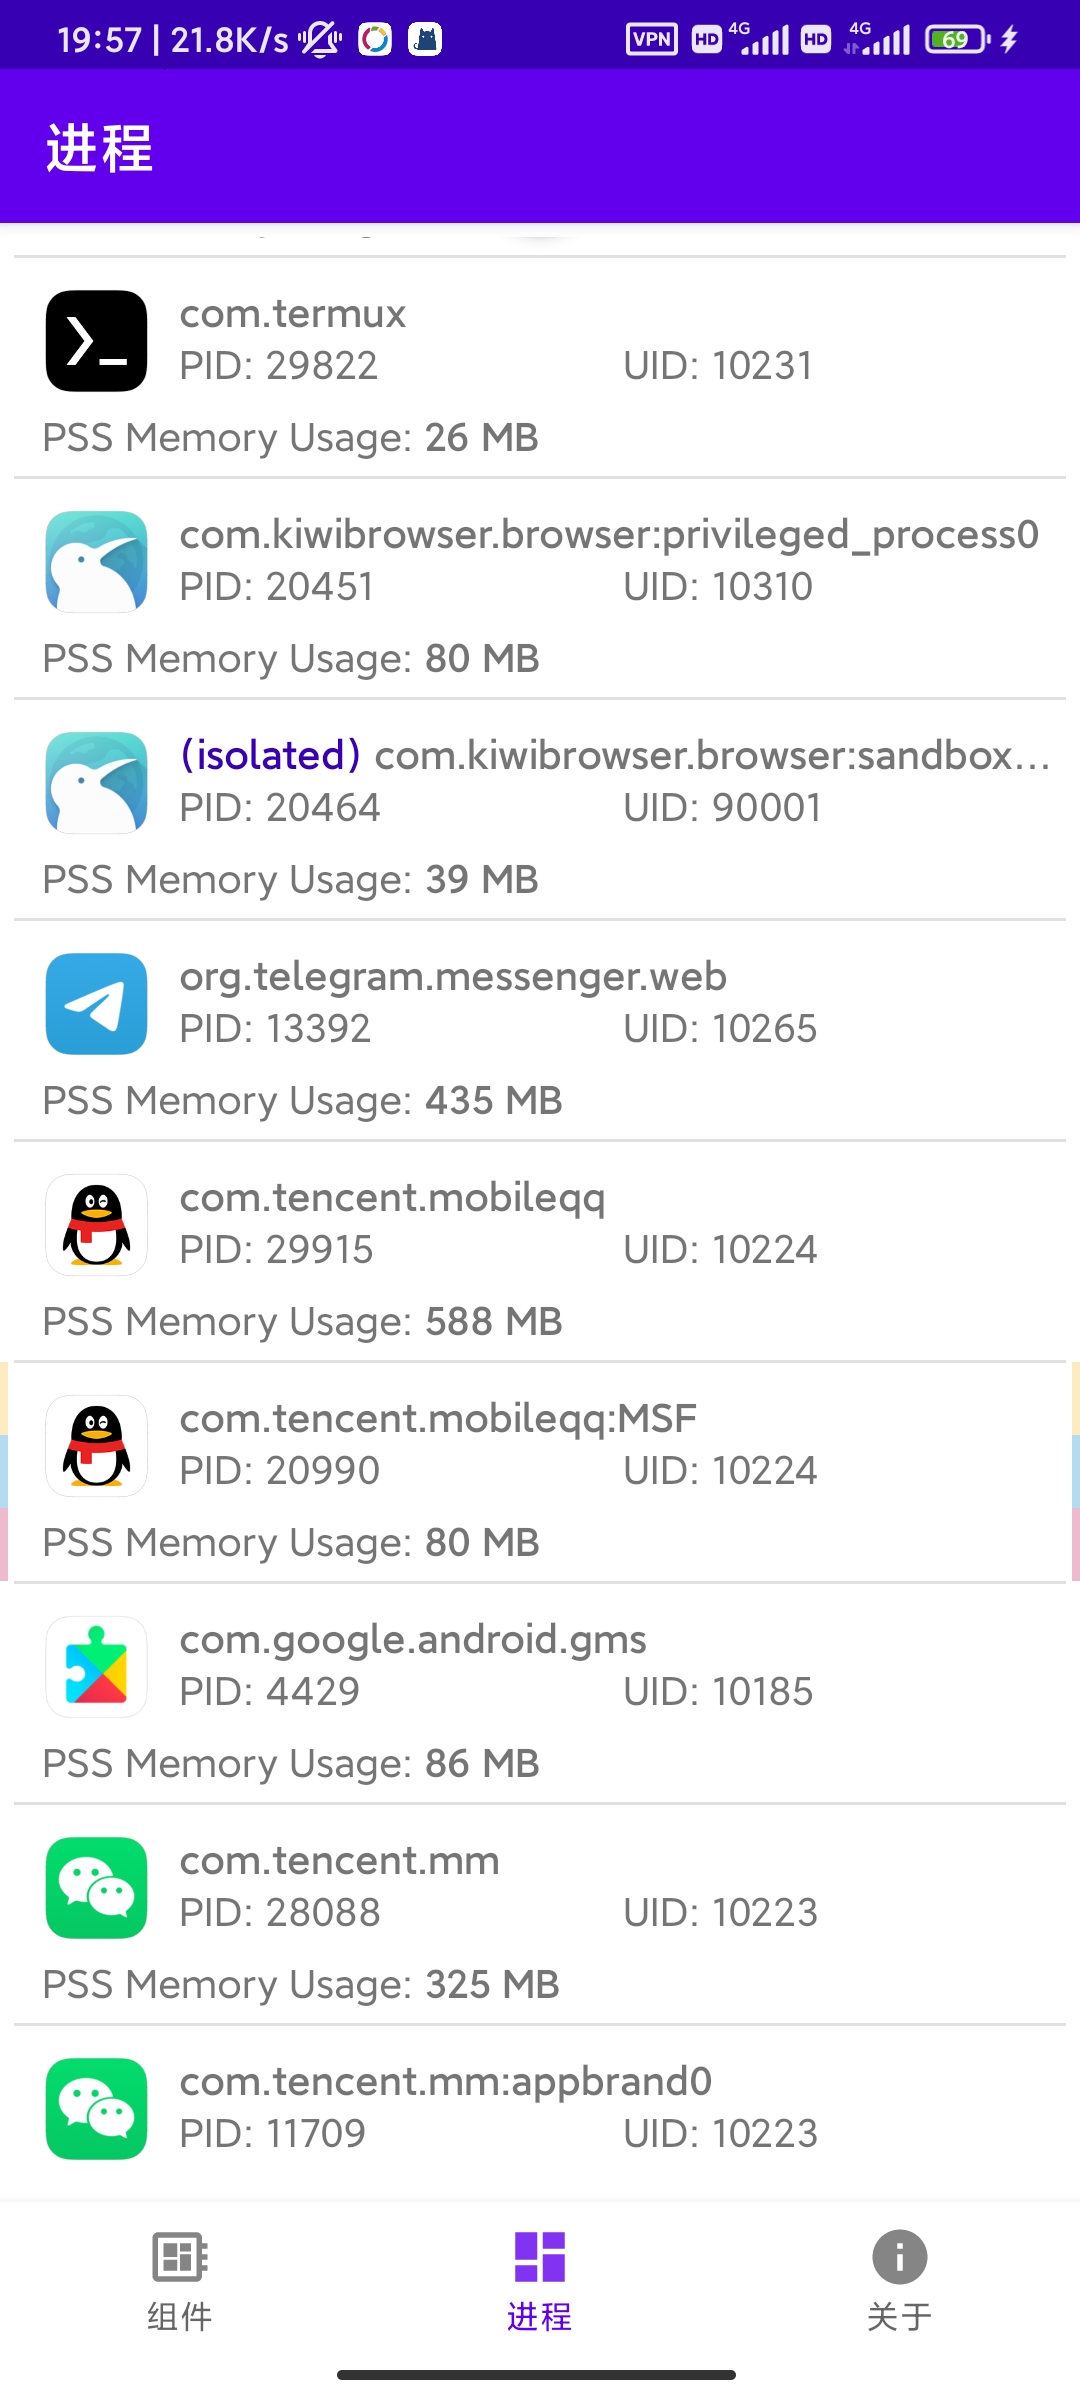 19:57 | 21.8K/s VPN HD 4G HD 4G 69
进程
com.termux
PID: 29822 UID: 10231
PSS Memory Usage: 26 MB
com.kiwibrowser.browser:privileged_process0
PID: 20451 UID: 10310
PSS Memory Usage: 80 MB
(isolated) com.kiwibrowser.browser:sandbox...
PID: 20464 UID: 90001
PSS Memory Usage: 39 MB
org.telegram.messenger.web
PID: 13392 UID: 10265
PSS Memory Usage: 435 MB
com.tencent.mobileqq
PID: 29915 UID: 10224
PSS Memory Usage: 588 MB
com.tencent.mobileqq:MSF
PID: 20990 UID: 10224
PSS Memory Usage: 80 MB
com.google.android.gms
PID: 4429 UID: 10185
PSS Memory Usage: 86 MB
com.tencent.mm
PID: 28088 UID: 10223
PSS Memory Usage: 325 MB
com.tencent.mm:appbrand0
PID: 11709 UID: 10223
组件 进程 关于